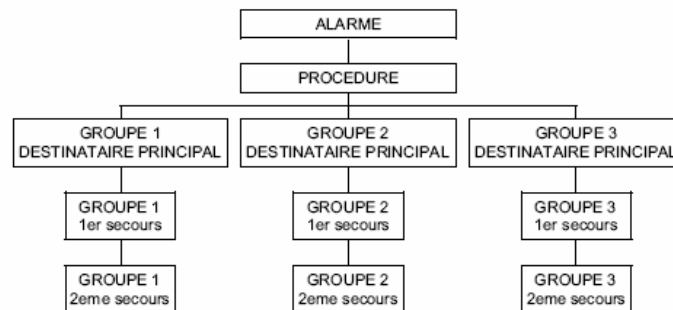 ALARME
PROCEDURE
GROUPE 1
DESTINATAIRE PRINCIPAL
GROUPE 2
DESTINATAIRE PRINCIPAL
GROUPE 3
DESTINATAIRE PRINCIPAL
GROUPE 1
1er secours
GROUPE 2
1er secours
GROUPE 3
1er secours
GROUPE 1
2eme secours
GROUPE 2
2eme secours
GROUPE 3
2eme secours